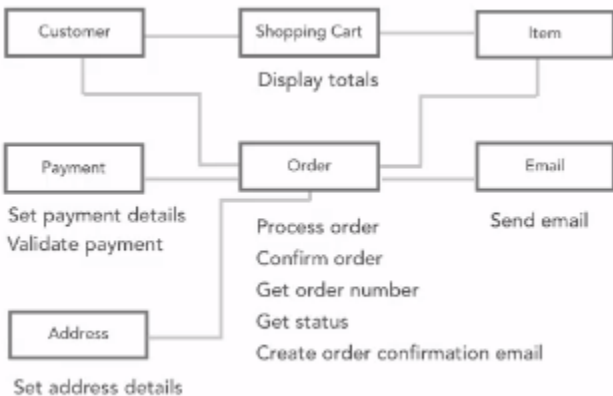 Customer
Shopping Cart
Item
Display totals
Payment
Order
Email
Set payment details
Validate payment
Process order
Confirm order
Get order number
Get status
Create order confirmation email
Send email
Address
Set address details